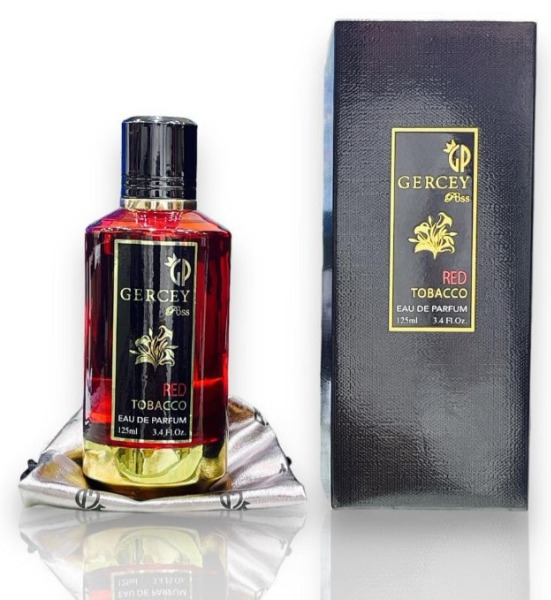 GP
GERCEY
Poss
RED
TOBACCO
EAU DE PARFUM
125ml 3.4 Fl.Oz.
GP
GERCEY
Poss
RED
TOBACCO
EAU DE PARFUM
125ml 3.4 Fl.Oz.